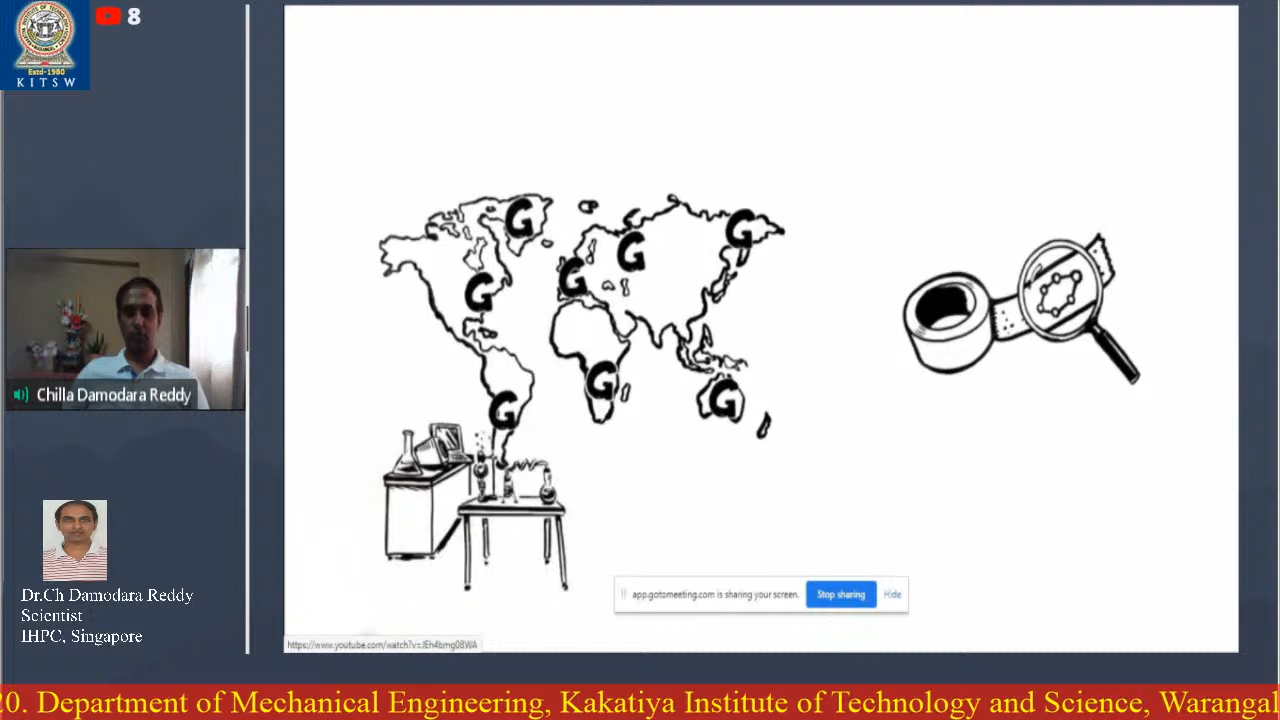 Estd-1980
KITSW
8
G
G
G
G
G
G
G
G
Chilla Damodara Reddy
Dr.Ch Damodara Reddy
Scientist
IHPC, Singapore
app.gotomeeting.com is sharing your screen.
Stop sharing
Hide
20. Department of Mechanical Engineering, Kakatiya Institute of Technology and Science, Warangal